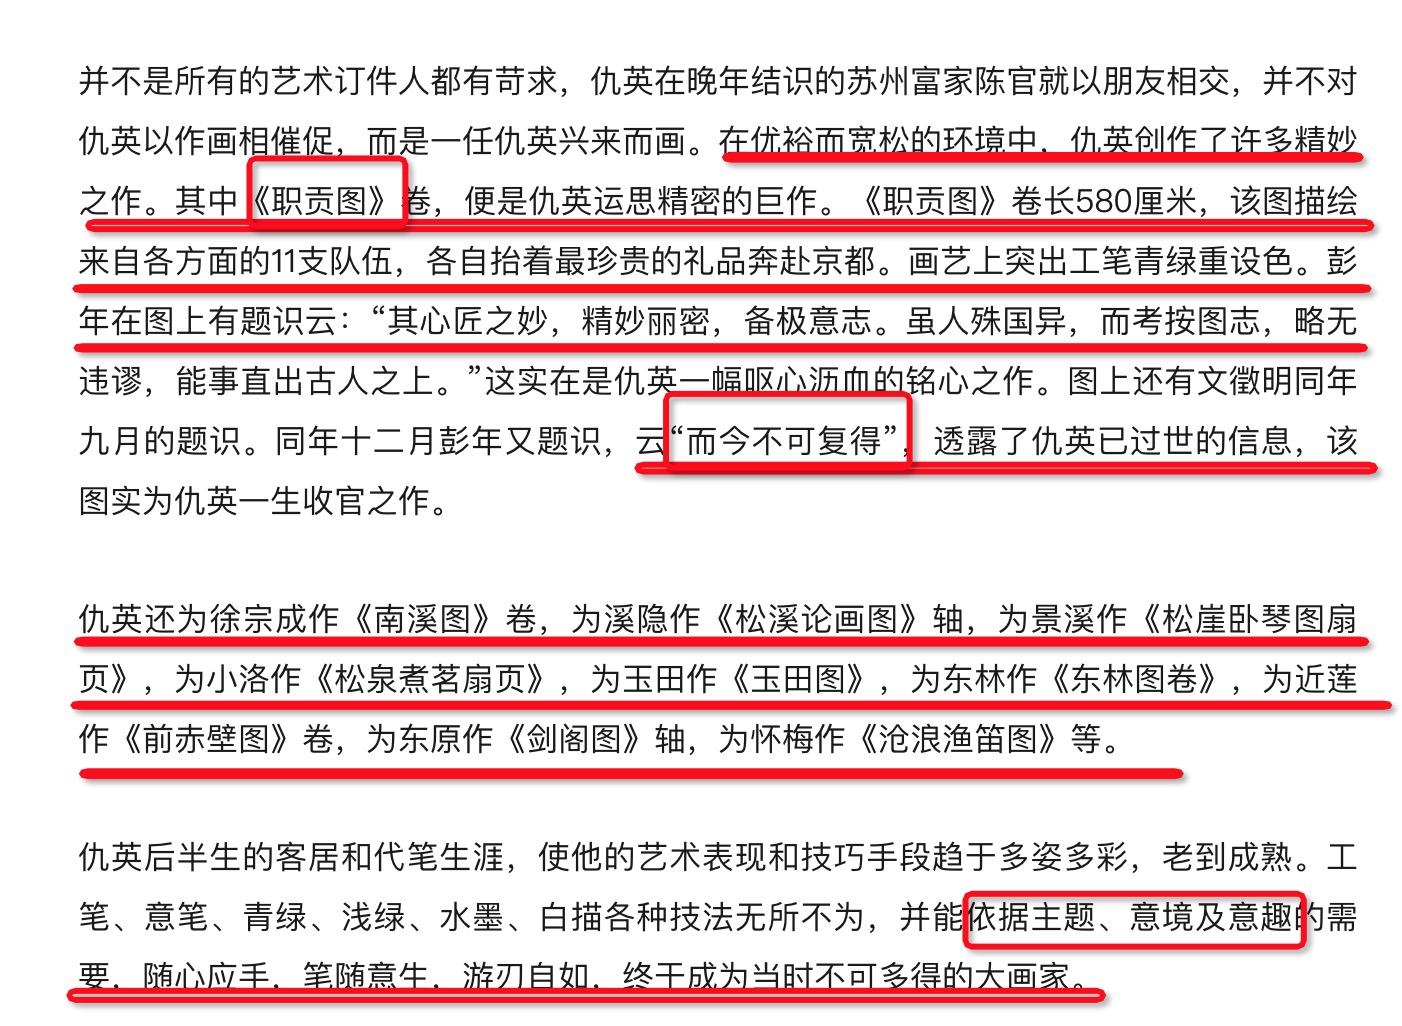 并不是所有的艺术订件人都有苛求，仇英在晚年结识的苏州富家陈官就以朋友相交，并不对
仇英以作画相催促，而是一任仇英兴来而画。在优裕而宽松的环境中，仇英创作了许多精妙
之作。其中《职贡图》卷，便是仇英运思精密的巨作。《职贡图》卷长580厘米，该图描绘
来自各方面的11支队伍，各自抬着最珍贵的礼品奔赴京都。画艺上突出工笔青绿重设色。彭
年在图上有题识云：“其心匠之妙，精妙丽密，备极意志。虽人殊国异，而考按图志，略无
违谬，能事直出古人之上。”这实在是仇英一幅呕心沥血的铭心之作。图上还有文徵明同年
九月的题识。同年十二月彭年又题识，云“而今不可复得”，透露了仇英已过世的信息，该
图实为仇英一生收官之作。
仇英还为徐宗成作《南溪图》卷，为溪隐作《松溪论画图》轴，为景溪作《松崖卧琴图扇
页》，为小洛作《松泉煮茗扇页》，为玉田作《玉田图》，为东林作《东林图卷》，为近莲
作《前赤壁图》卷，为东原作《剑阁图》轴，为怀梅作《沧浪渔笛图》等。
仇英后半生的客居和代笔生涯，使他的艺术表现和技巧手段趋于多姿多彩，老到成熟。工
笔、意笔、青绿、浅绿、水墨、白描各种技法无所不为，并能依据主题、意境及意趣的需
要，随心应手，笔随意生，游刃自如，终于成为当时不可多得的大画家。